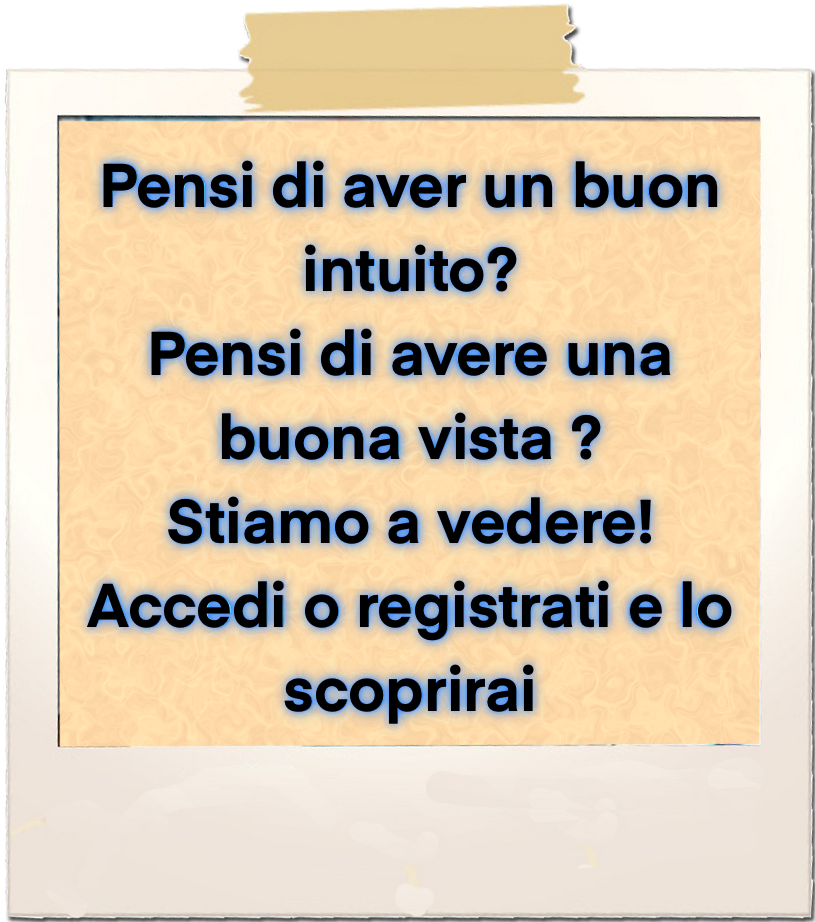 Pensi di aver un buon
intuito?
Pensi di avere una
buona vista ?
Stiamo a vedere!
Accedi o registrati e lo
scoprirai